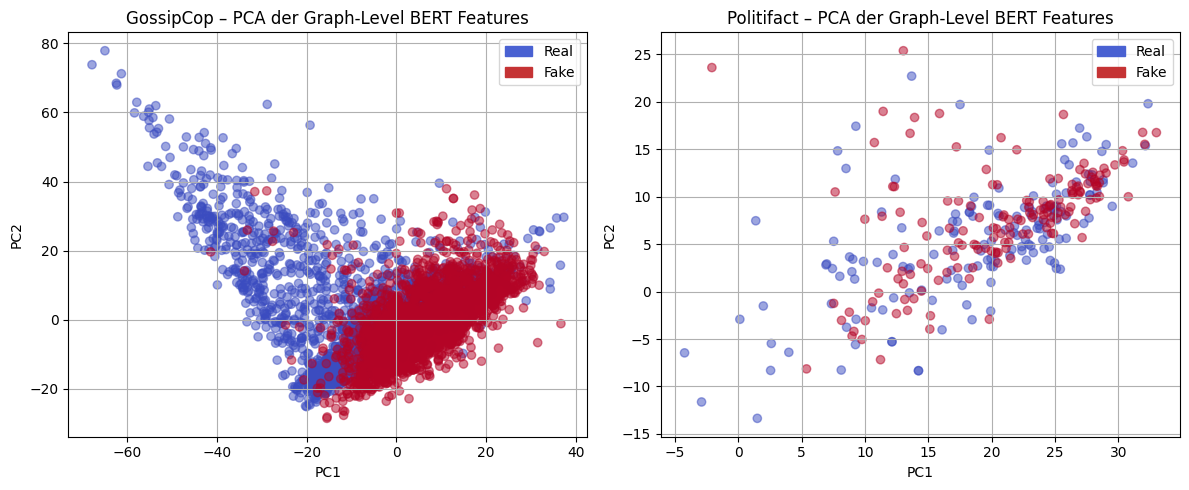 GossipCop – PCA der Graph-Level BERT Features
80
60
40
20
0
−20
PC2
−60
−40
−20
0
20
40
PC1
Real
Fake
Politifact – PCA der Graph-Level BERT Features
25
20
15
10
5
0
−5
−10
−15
PC2
−5
0
5
10
15
20
25
30
PC1
Real
Fake